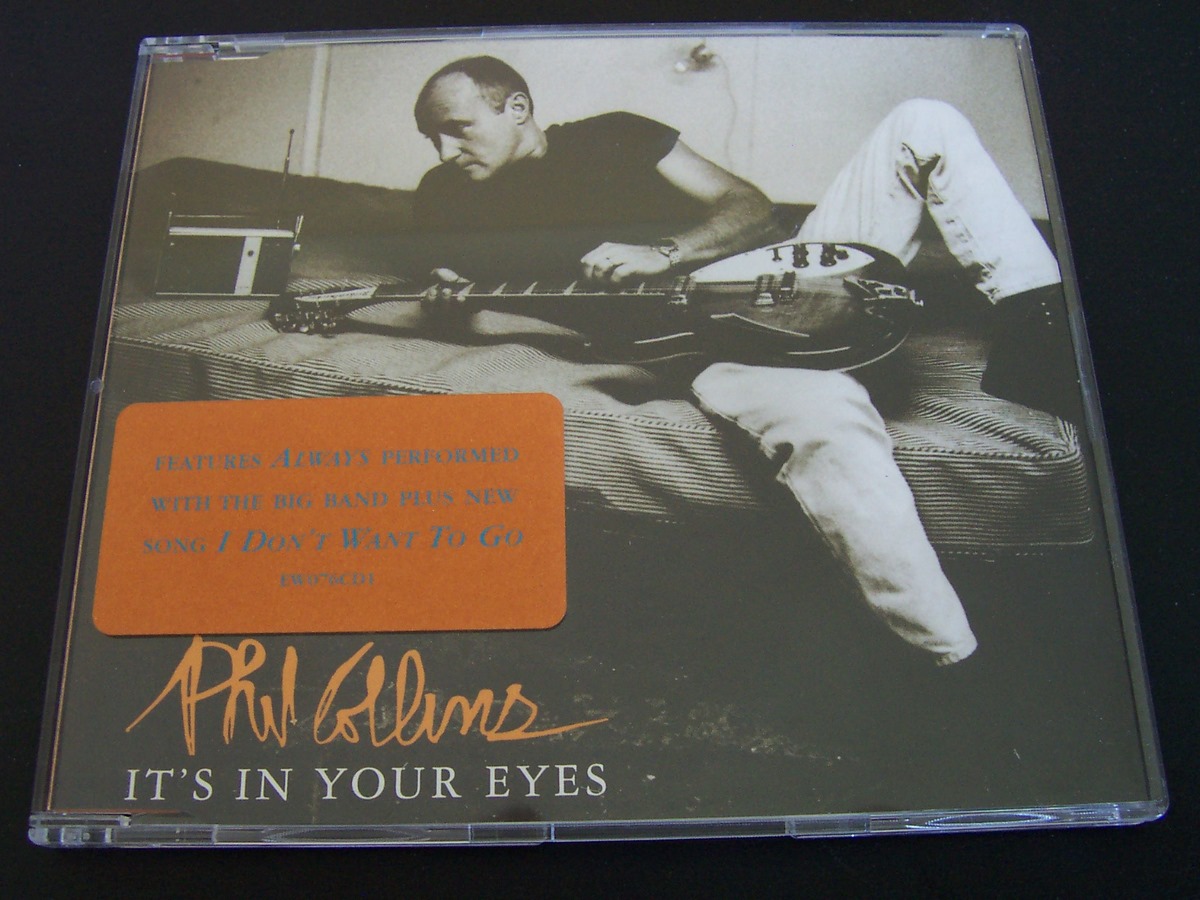 FEATURES ALWAYS PERFORMED
WITH THE BIG BAND PLUS NEW
SONG I DON'T WANT TO GO
EW076CD1
Phil Collins
IT'S IN YOUR EYES